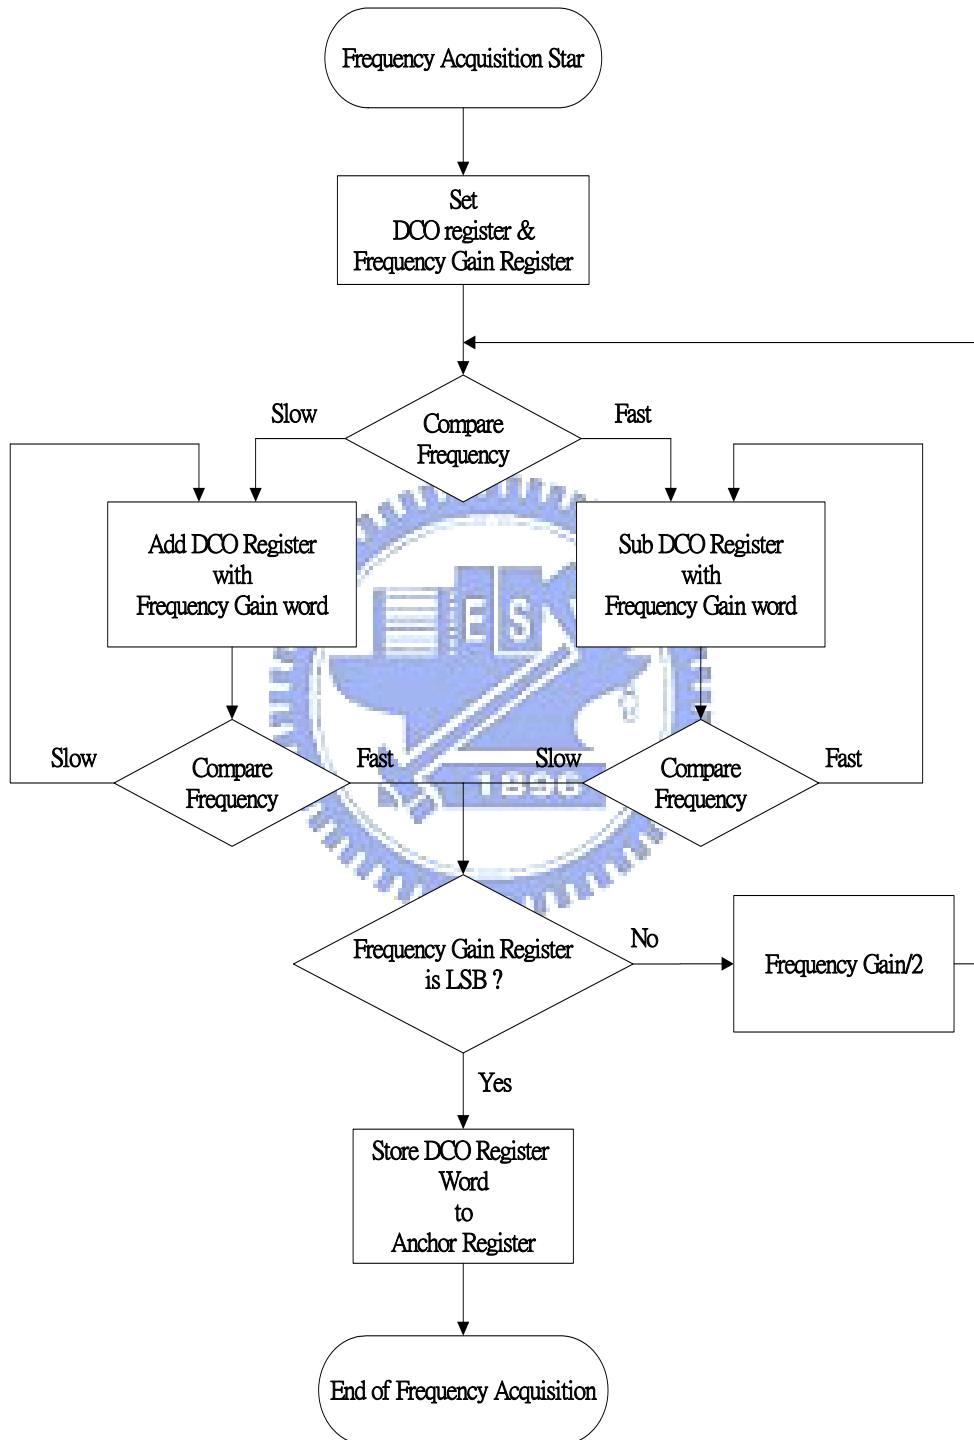 Frequency Acquisition Star
Set
DCO register &
Frequency Gain Register
Slow
Compare
Frequency
Fast
Add DCO Register
with
Frequency Gain word
Sub DCO Register
with
Frequency Gain word
ES
Slow
Compare
Frequency
Fast
Slow
Compare
Frequency
Fast
1896
Frequency Gain Register
is LSB ?
No
Frequency Gain/2
Yes
Store DCO Register
Word
to
Anchor Register
End of Frequency Acquisition